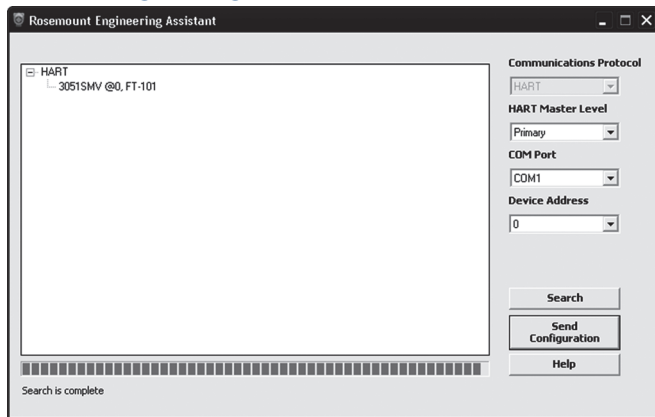 Rosemount Engineering Assistant
HART
3051SMV @0, FT-101
Communications Protocol
HART
HART Master Level
Primary
COM Port
COM1
Device Address
0
Search
Send
Configuration
Help
Search is complete